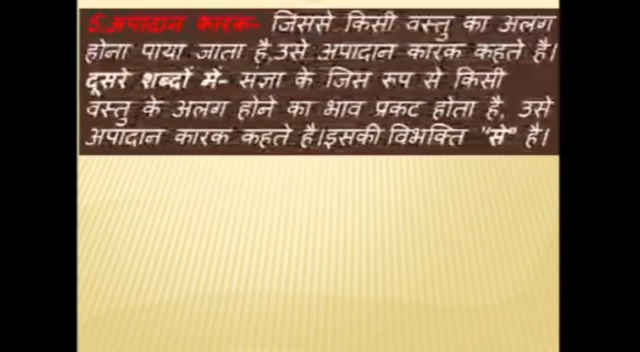 5.अपादान कारक- जिससे किसी वस्तु का अलग
होना पाया जाता है,उसे अपादान कारक कहते है।
दूसरे शब्दों में- सज्ञा के जिस रूप से किसी
वस्तु के अलग होने का भाव प्रकट होता है, उसे
अपादान कारक कहते है।इसकी विभक्ति "से" है।